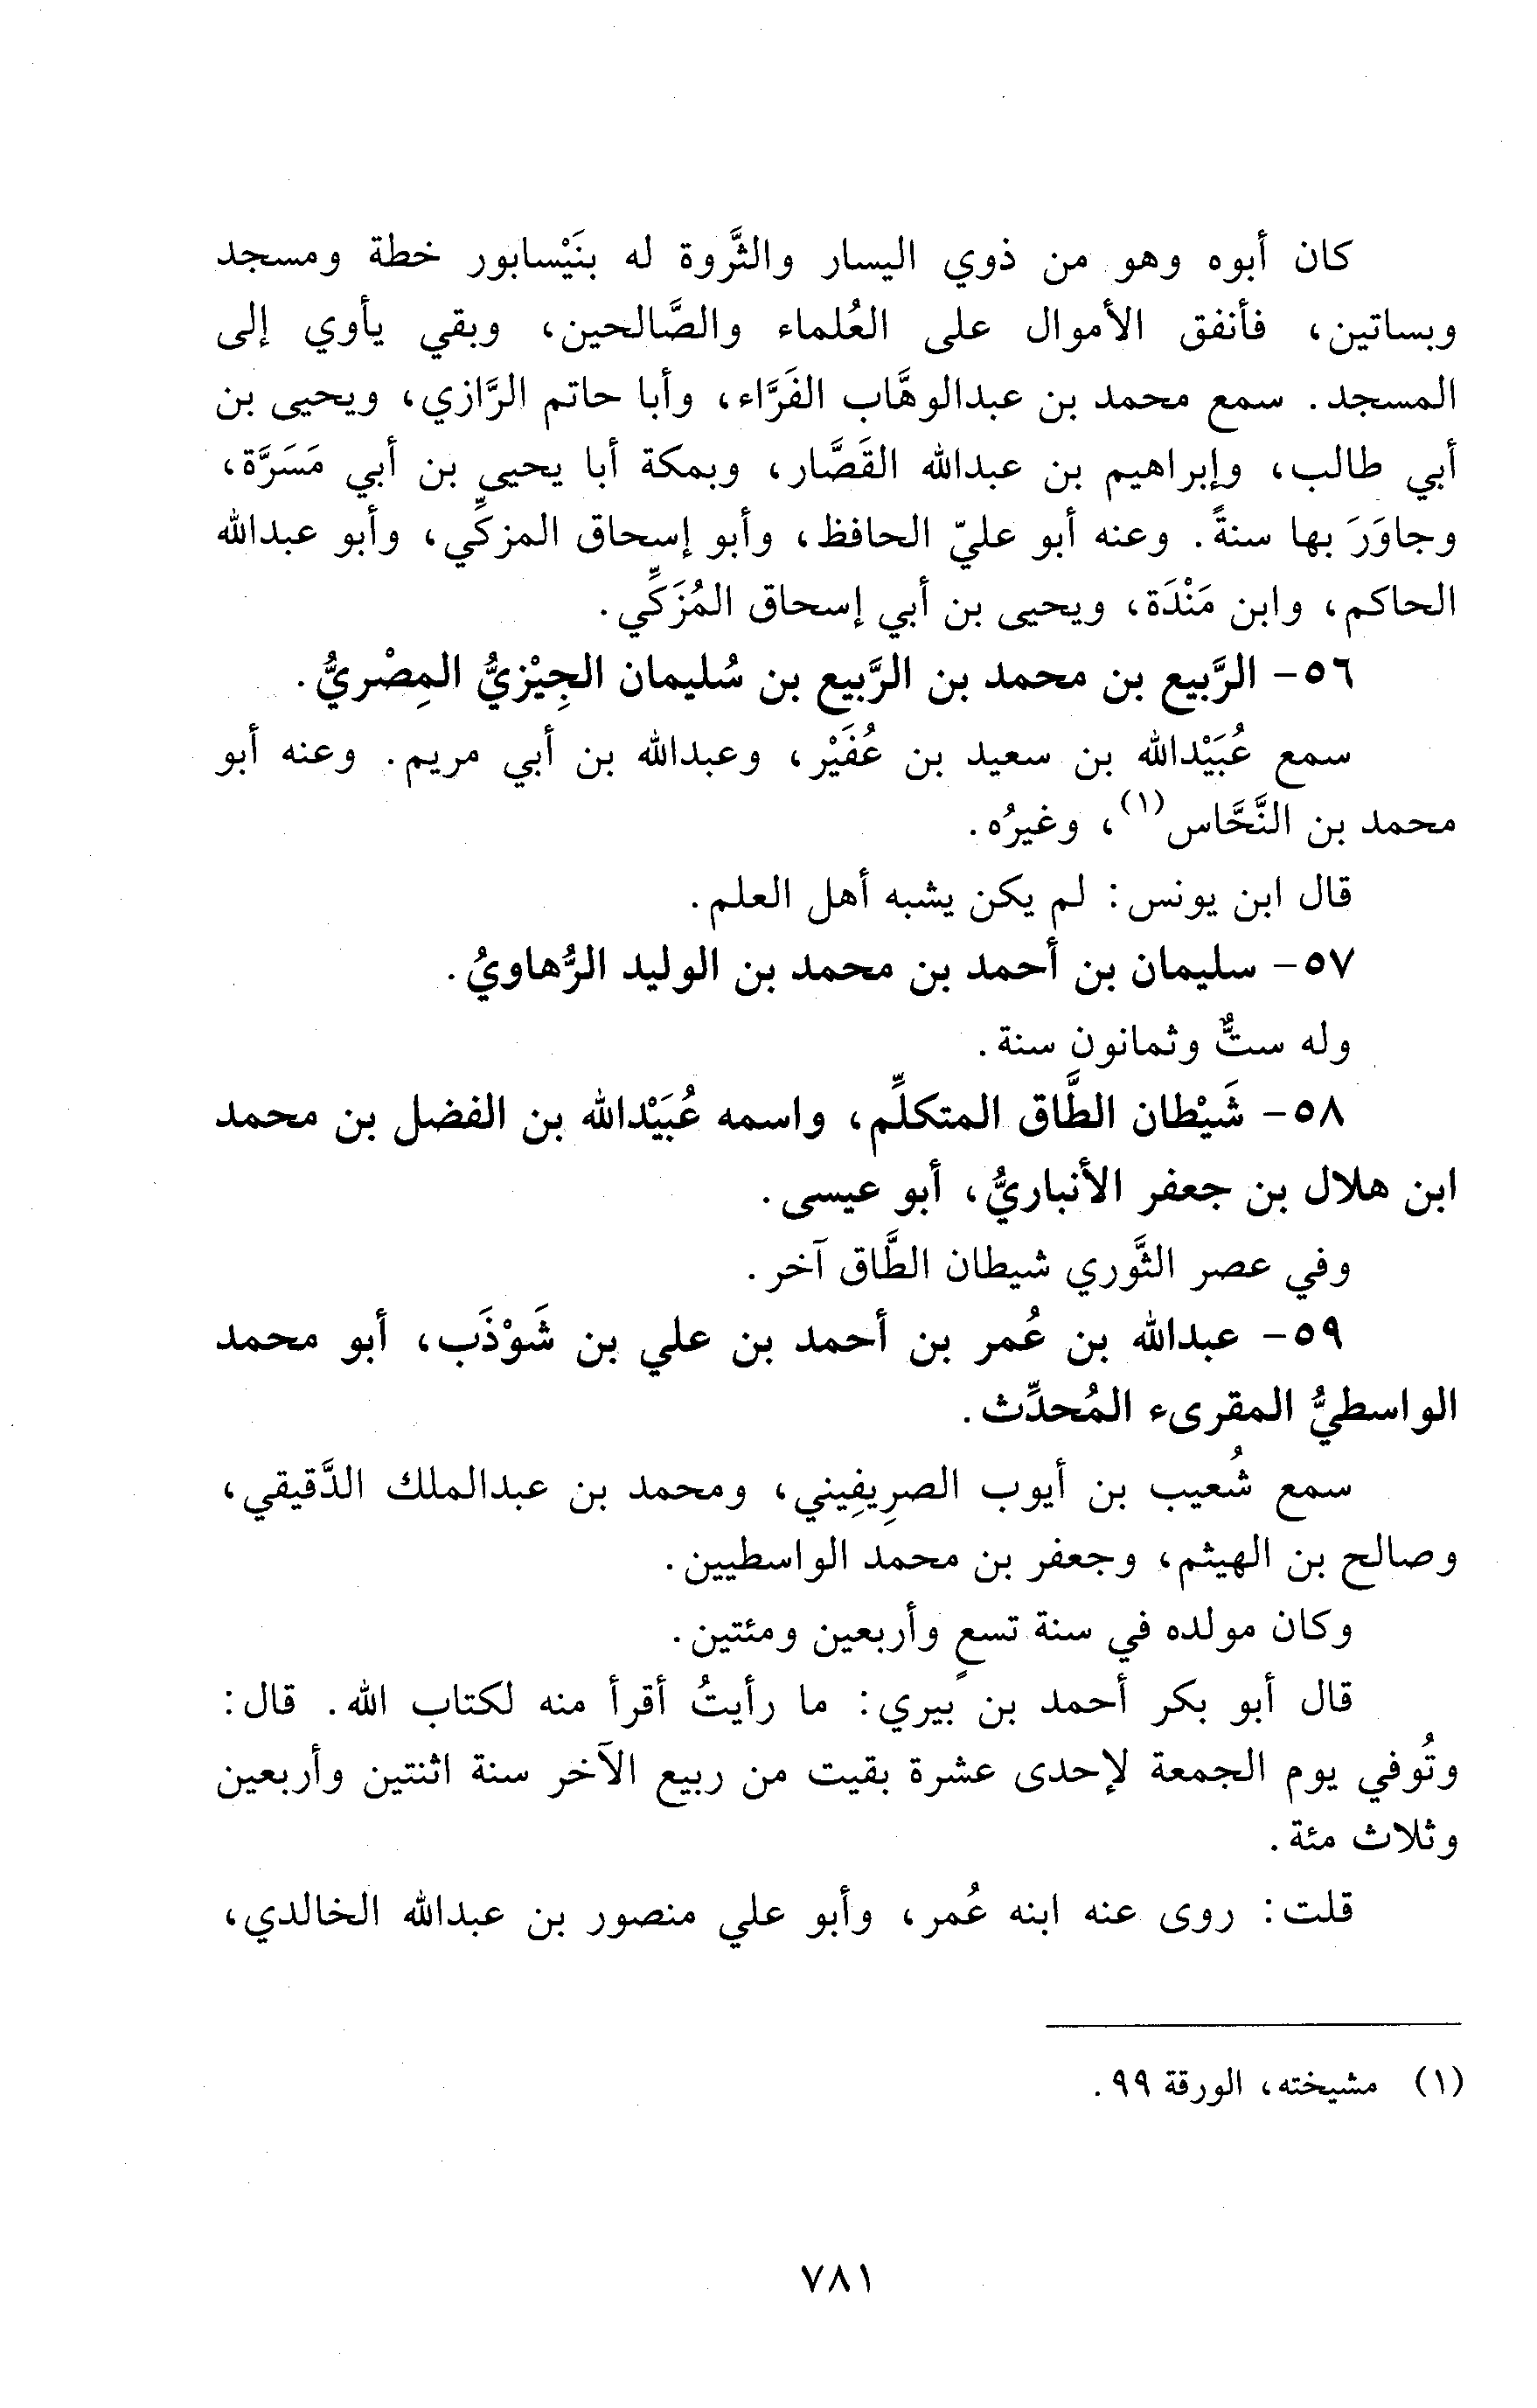 كان أبوه وهو من ذوي اليسار والثَّروة له بنَيْسابور خطة ومسجد
وبساتين، فأنفق الأموال على العُلماء والصَّالحين، وبقي يأوي إلى
المسجد. سمع محمد بن عبدالوهَّاب الفَرَّاء، وأبا حاتم الرَّازي، ويحيى بن
أبي طالب، وإبراهيم بن عبدالله القَصَّار، وبمكة أبا يحيى بن أبي مَسَرَّة،
وجاوَرَ بها سنةً. وعنه أبو عليّ الحافظ، وأبو إسحاق المزكِّي، وأبو عبدالله
الحاكم، وابن مَنْدَة، ويحيى بن أبي إسحاق المُزَكِّي.
٥٦- الرَّبيع بن محمد بن الرَّبيع بن سُليمان الجِيْزيُّ المِصْريُّ.
سمع عُبَيْدالله بن سعيد بن عُفَيْر، وعبدالله بن أبي مريم. وعنه أبو
محمد بن النَّحَّاس(١)، وغيرُه.
قال ابن يونس: لم يكن يشبه أهل العلم.
٥٧- سليمان بن أحمد بن محمد بن الوليد الرُّهاويُ.
وله ستٌّ وثمانون سنة.
٥٨- شَيْطان الطَّاق المتكلِّم، واسمه عُبَيْدالله بن الفضل بن محمد
ابن هلال بن جعفر الأنباريُّ، أبو عيسى.
وفي عصر الثَّوري شيطان الطَّاق آخر.
٥٩- عبدالله بن عُمر بن أحمد بن علي بن شَوْذَب، أبو محمد
الواسطيُّ المقرىء المُحدِّث.
سمع شُعيب بن أيوب الصرِيفِيني، ومحمد بن عبدالملك الدَّقيقي،
وصالح بن الهيثم، وجعفر بن محمد الواسطيين.
وكان مولده في سنة تسعٍ وأربعين ومئتين.
قال أبو بكر أحمد بن بيري: ما رأيتُ أقرأ منه لكتاب الله. قال:
وتُوفي يوم الجمعة لإحدى عشرة بقيت من ربيع الآخر سنة اثنتين وأربعين
وثلاث مئة.
قلت: روى عنه ابنه عُمر، وأبو علي منصور بن عبدالله الخالدي،
(١) مشيخته، الورقة ٩٩.
٧٨١